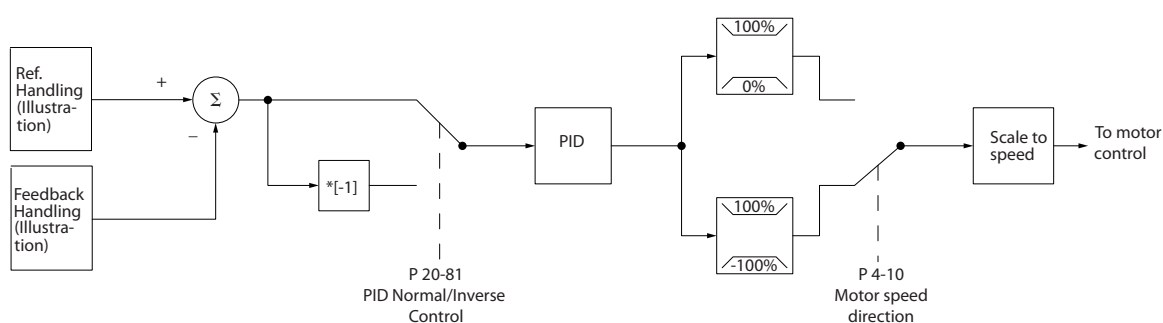 Ref.
Handling
(Illustra-
tion)
+
Σ
−
Feedback
Handling
(Illustra-
tion)
*[-1]
P 20-81
PID Normal/Inverse
Control
PID
100%
0%
100%
-100%
P 4-10
Motor speed
direction
Scale to
speed
To motor
control